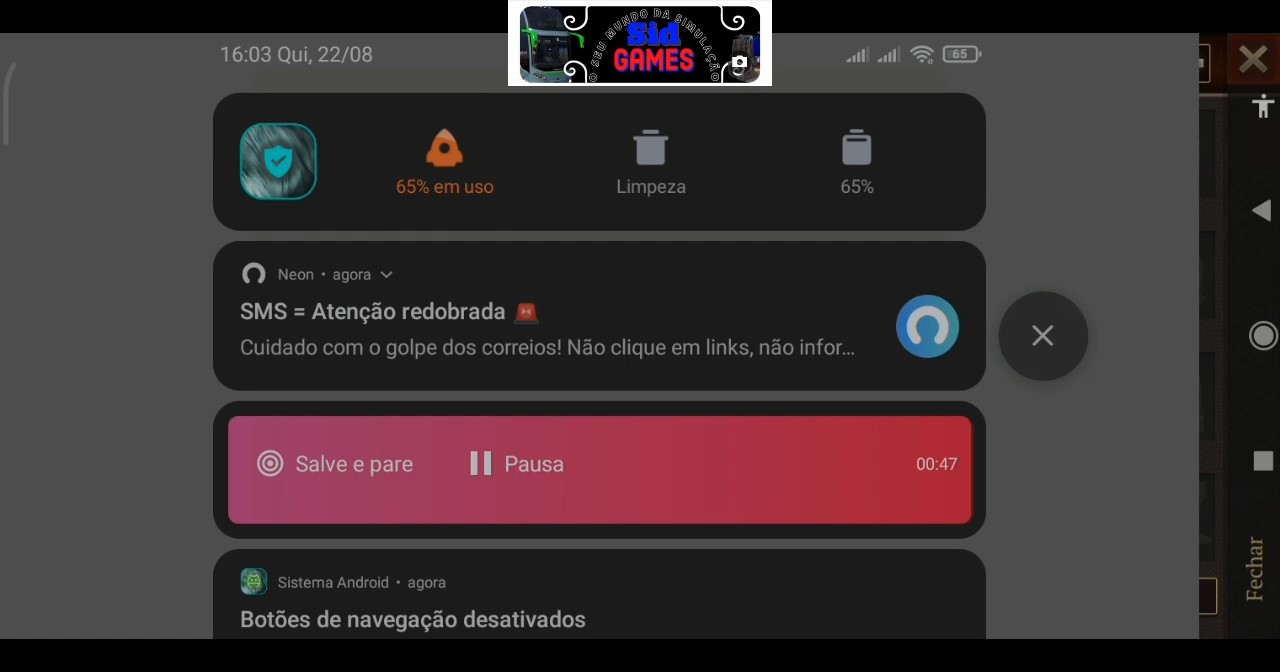 O SEU MUNDO DA SIMULAÇÃO
Sid
GAMES
16:03 Qui, 22/08
65
65% em uso
Limpeza
65%
Neon • agora
SMS = Atenção redobrada 🚨
Cuidado com o golpe dos correios! Não clique em links, não infor...
Salve e pare
Pausa
00:47
Sistema Android • agora
Botões de navegação desativados
Fechar